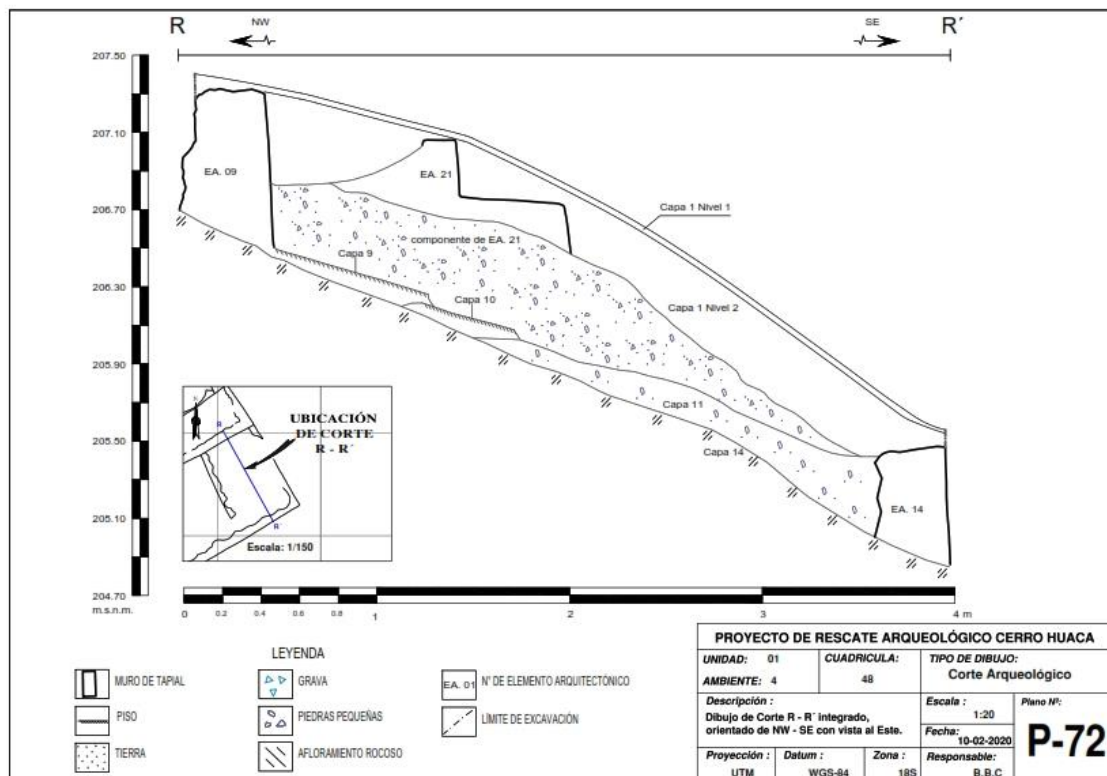 R
NW
SE
R´
207.50
207.10
206.70
206.30
205.90
205.50
205.10
204.70
m.s.n.m.
EA. 09
EA. 21
Capa 1 Nivel 1
componente de EA. 21
Capa 9
Capa 10
Capa 1 Nivel 2
Capa 11
Capa 14
EA. 14
UBICACIÓN
DE CORTE
R - R´
R
R´
Escala: 1/150
0
0.2
0.4
0.6
0.8
1
2
3
4 m
LEYENDA
MURO DE TAPIAL
GRAVA
EA. 01 N° DE ELEMENTO ARQUITECTÓNICO
PISO
PIEDRAS PEQUEÑAS
LÍMITE DE EXCAVACIÓN
TIERRA
AFLORAMIENTO ROCOSO
PROYECTO DE RESCATE ARQUEOLÓGICO CERRO HUACA
UNIDAD: 01
CUADRICULA:
48
TIPO DE DIBUJO:
Corte Arqueológico
AMBIENTE: 4
Descripción :
Dibujo de Corte R - R´ integrado,
orientado de NW - SE con vista al Este.
Escala :
1:20
Fecha:
10-02-2020
Plano Nº:
P-72
Proyección :
UTM
Datum :
WGS-84
Zona :
18S
Responsable:
B.B.C